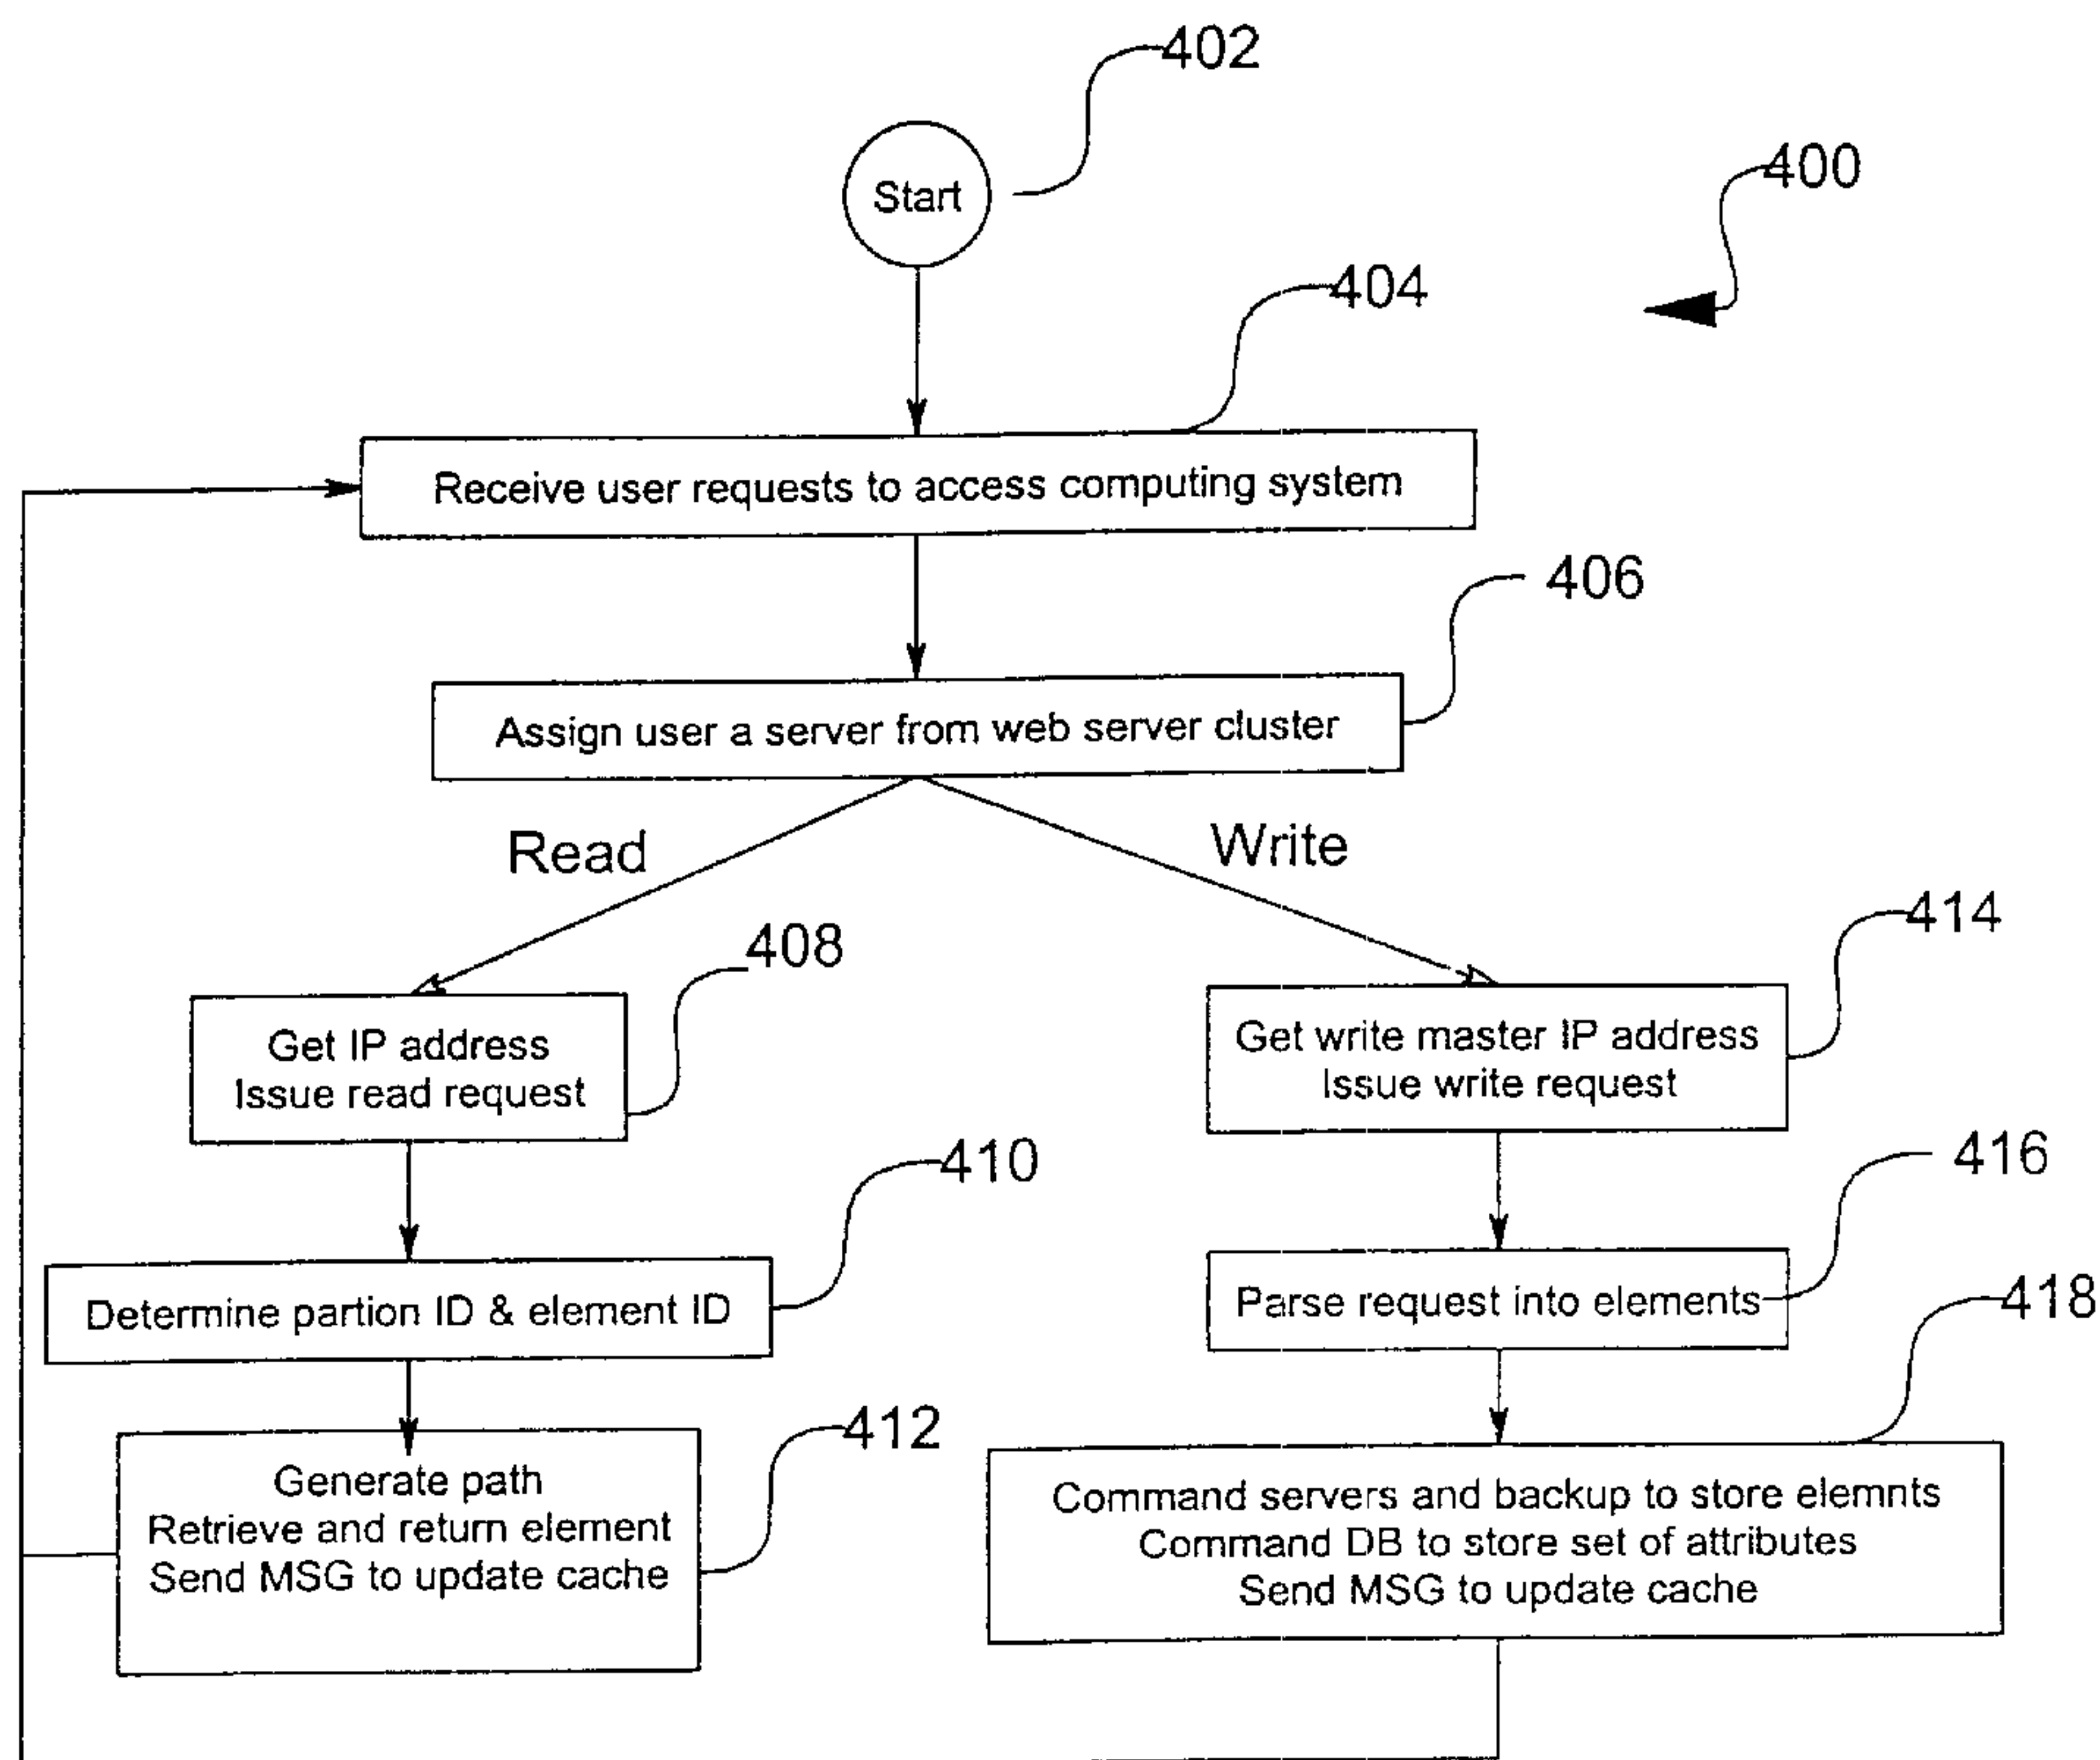 402
Start
400
404
Receive user requests to access computing system
406
Assign user a server from web server cluster
Read
Write
408
Get IP address
Issue read request
414
Get write master IP address
Issue write request
410
Determine partion ID & element ID
416
Parse request into elements
412
Generate path
Retrieve and return element
Send MSG to update cache
418
Command servers and backup to store elemnts
Command DB to store set of attributes
Send MSG to update cache